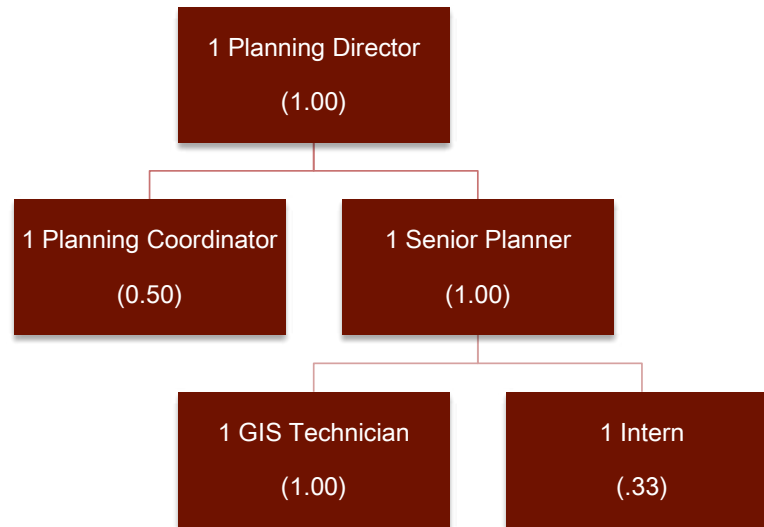 1 Planning Director
(1.00)
1 Planning Coordinator
(0.50)
1 Senior Planner
(1.00)
1 GIS Technician
(1.00)
1 Intern
(.33)